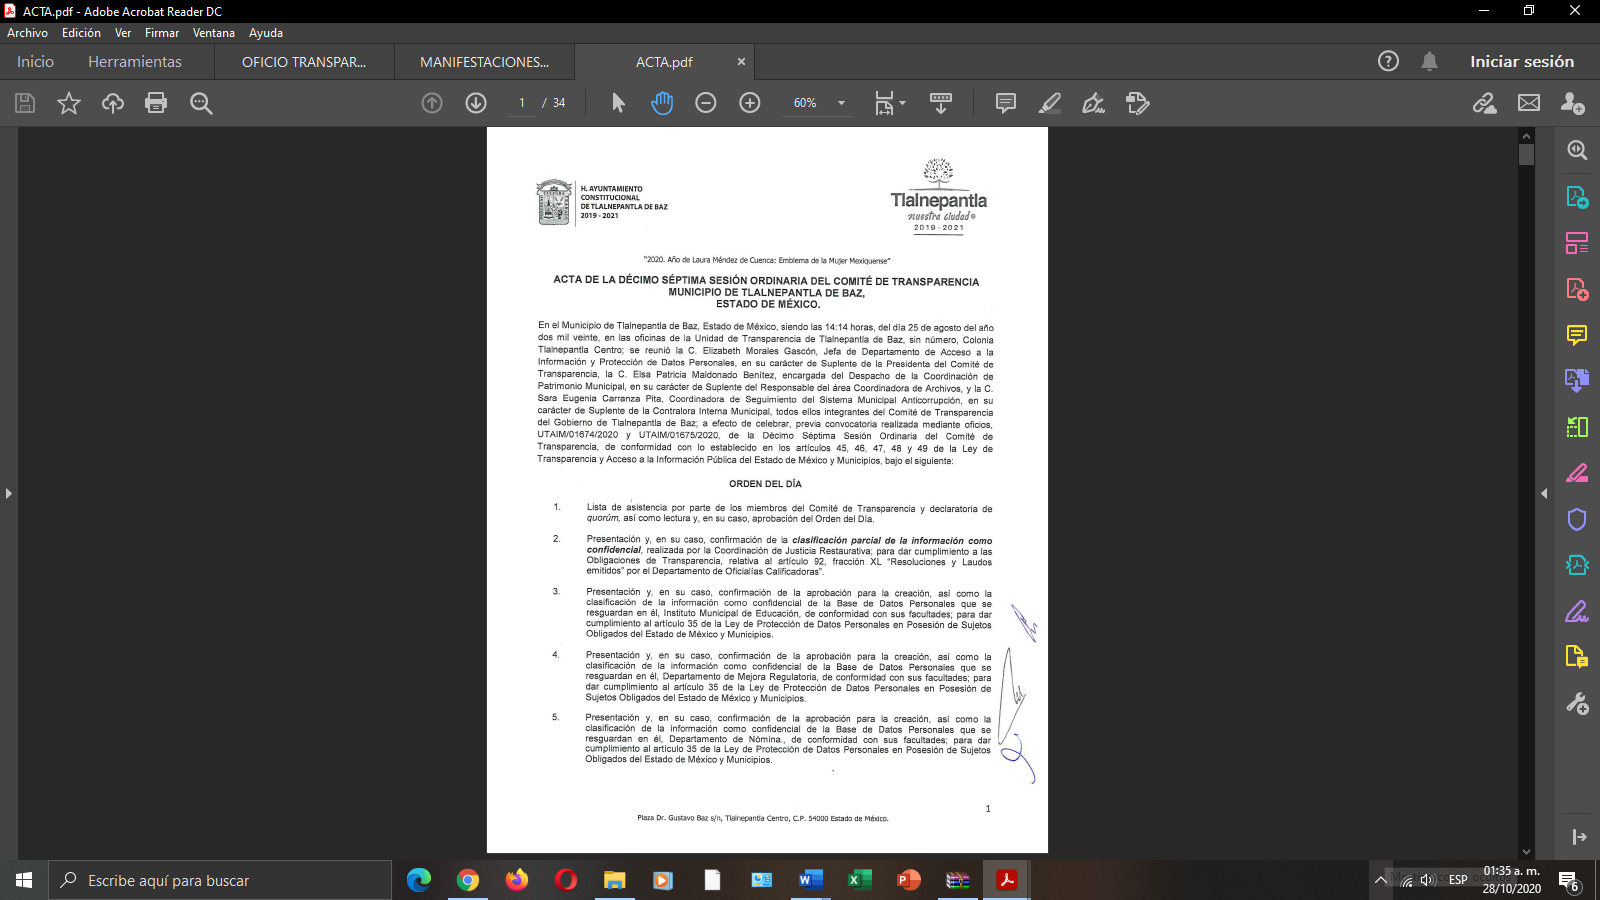 ACTA.pdf - Adobe Acrobat Reader DC
Archivo Edición Ver Firmar Ventana Ayuda
Inicio Herramientas OFICIO TRANSPAR... MANIFESTACIONES... ACTA.pdf Iniciar sesión
1 / 34 60%
H. AYUNTAMIENTO
CONSTITUCIONAL
DE TLALNEPANTLA DE BAZ
2019 - 2021
Tlalnepantla
nuestra ciudad®
2019 - 2021
"2020. Año de Laura Méndez de Cuenca: Emblema de la Mujer Mexiquense"
ACTA DE LA DÉCIMO SÉPTIMA SESIÓN ORDINARIA DEL COMITÉ DE TRANSPARENCIA
MUNICIPIO DE TLALNEPANTLA DE BAZ,
ESTADO DE MÉXICO.
En el Municipio de Tlalnepantla de Baz, Estado de México, siendo las 14:14 horas, del día 25 de agosto del año
dos mil veinte, en las oficinas de la Unidad de Transparencia de Tlalnepantla de Baz, sin número, Colonia
Tlalnepantla Centro; se reunió la C. Elizabeth Morales Gascón, Jefa de Departamento de Acceso a la
Información y Protección de Datos Personales, en su carácter de Suplente de la Presidenta del Comité de
Transparencia, la C. Elsa Patricia Maldonado Benítez, encargada del Despacho de la Coordinación de
Patrimonio Municipal, en su carácter de Suplente del Responsable del área Coordinadora de Archivos, y la C.
Sara Eugenia Carranza Pita, Coordinadora de Seguimiento del Sistema Municipal Anticorrupción, en su
carácter de Suplente de la Contralora Interna Municipal, todos ellos integrantes del Comité de Transparencia
del Gobierno de Tlalnepantla de Baz; a efecto de celebrar, previa convocatoria realizada mediante oficios,
UTAIM/01674/2020 y UTAIM/01675/2020, de la Décimo Séptima Sesión Ordinaria del Comité de
Transparencia, de conformidad con lo establecido en los artículos 45, 46, 47, 48 y 49 de la Ley de
Transparencia y Acceso a la Información Pública del Estado de México y Municipios, bajo el siguiente:
ORDEN DEL DÍA
1. Lista de asistencia por parte de los miembros del Comité de Transparencia y declaratoria de
quorúm, así como lectura y, en su caso, aprobación del Orden del Día.
2. Presentación y, en su caso, confirmación de la clasificación parcial de la información como
confidencial, realizada por la Coordinación de Justicia Restaurativa; para dar cumplimiento a las
Obligaciones de Transparencia, relativa al artículo 92, fracción XL "Resoluciones y Laudos
emitidos" por el Departamento de Oficialías Calificadoras".
3. Presentación y, en su caso, confirmación de la aprobación para la creación, así como la
clasificación de la información como confidencial de la Base de Datos Personales que se
resguardan en él, Instituto Municipal de Educación, de conformidad con sus facultades; para dar
cumplimiento al artículo 35 de la Ley de Protección de Datos Personales en Posesión de Sujetos
Obligados del Estado de México y Municipios.
4. Presentación y, en su caso, confirmación de la aprobación para la creación, así como la
clasificación de la información como confidencial de la Base de Datos Personales que se
resguardan en él, Departamento de Mejora Regulatoria, de conformidad con sus facultades; para
dar cumplimiento al artículo 35 de la Ley de Protección de Datos Personales en Posesión de
Sujetos Obligados del Estado de México y Municipios.
5. Presentación y, en su caso, confirmación de la aprobación para la creación, así como la
clasificación de la información como confidencial de la Base de Datos Personales que se
resguardan en él, Departamento de Nómina., de conformidad con sus facultades; para dar
cumplimiento al artículo 35 de la Ley de Protección de Datos Personales en Posesión de Sujetos
Obligados del Estado de México y Municipios.
1
Plaza Dr. Gustavo Baz s/n, Tlalnepantla Centro, C.P. 54000 Estado de México.
Escribe aquí para buscar
ESP
01:35 a. m.
28/10/2020
6